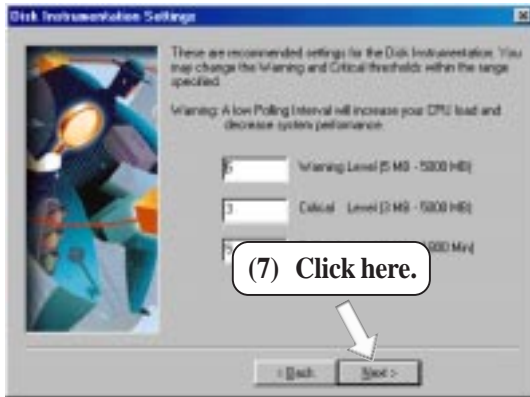 Disk Instrumentation Settings
These are recommended settings for the Disk Instrumentation. You
may change the Warning and Critical thresholds within the range
specified.
Warning: A low Polling Interval will increase your CPU load and
decrease system performance.
Warning Level (5 MB - 5000 MB)
3 Critical Level (3 MB - 5000 MB)
Min)
(7) Click here.
< Back Next >